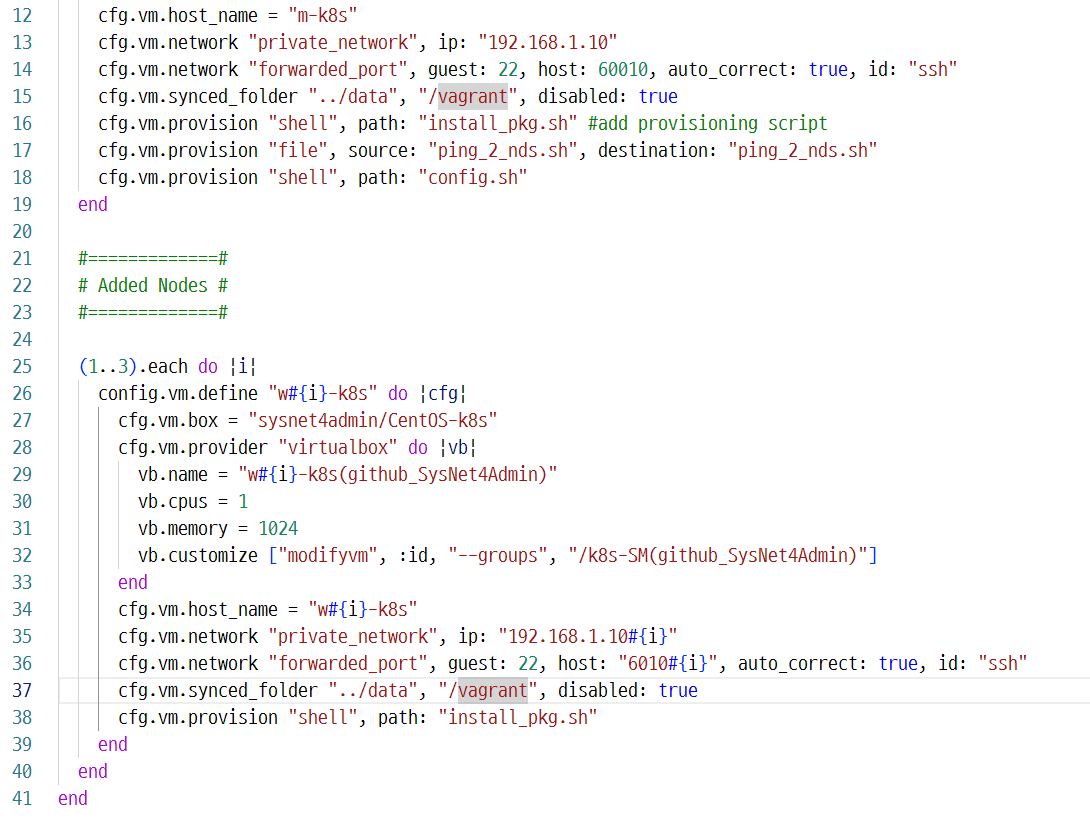 12 cfg.vm.host_name = "m-k8s"
13 cfg.vm.network "private_network", ip: "192.168.1.10"
14 cfg.vm.network "forwarded_port", guest: 22, host: 60010, auto_correct: true, id: "ssh"
15 cfg.vm.synced_folder "../data", "/vagrant", disabled: true
16 cfg.vm.provision "shell", path: "install_pkg.sh" #add provisioning script
17 cfg.vm.provision "file", source: "ping_2_nds.sh", destination: "ping_2_nds.sh"
18 cfg.vm.provision "shell", path: "config.sh"
19 end
20
21 #=============#
22 # Added Nodes #
23 #=============#
24
25 (1..3).each do |i|
26 config.vm.define "w#{i}-k8s" do |cfg|
27 cfg.vm.box = "sysnet4admin/CentOS-k8s"
28 cfg.vm.provider "virtualbox" do |vb|
29 vb.name = "w#{i}-k8s(github_SysNet4Admin)"
30 vb.cpus = 1
31 vb.memory = 1024
32 vb.customize ["modifyvm", :id, "--groups", "/k8s-SM(github_SysNet4Admin)"]
33 end
34 cfg.vm.host_name = "w#{i}-k8s"
35 cfg.vm.network "private_network", ip: "192.168.1.10#{i}"
36 cfg.vm.network "forwarded_port", guest: 22, host: "6010#{i}", auto_correct: true, id: "ssh"
37 cfg.vm.synced_folder "../data", "/vagrant", disabled: true
38 cfg.vm.provision "shell", path: "install_pkg.sh"
39 end
40 end
41 end